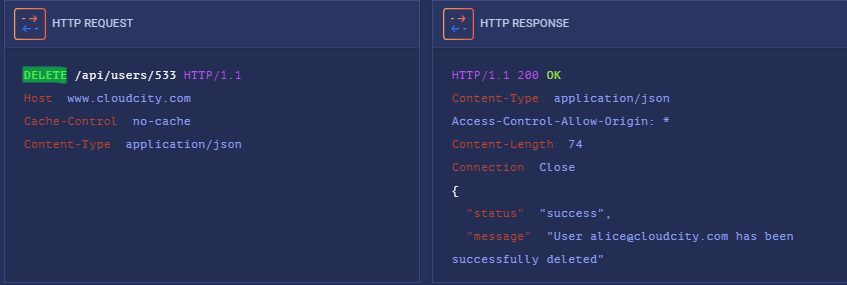 HTTP REQUEST
DELETE /api/users/533 HTTP/1.1
Host: www.cloudcity.com
Cache-Control: no-cache
Content-Type: application/json
HTTP RESPONSE
HTTP/1.1 200 OK
Content-Type: application/json
Access-Control-Allow-Origin: *
Content-Length: 74
Connection: Close
{
"status": "success",
"message": "User alice@cloudcity.com has been
successfully deleted"